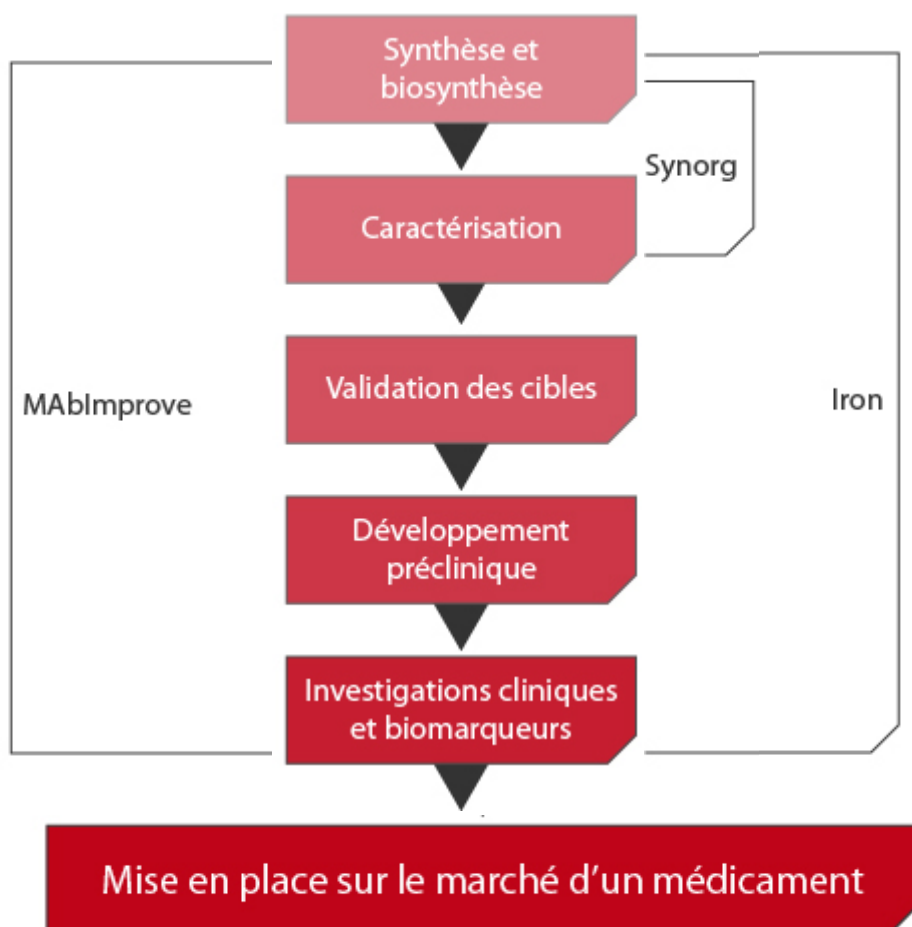 Synthèse et
biosynthèse
Synorg
Caractérisation
Validation des cibles
MAbImprove
Iron
Développement
préclinique
Investigations cliniques
et biomarqueurs
Mise en place sur le marché d'un médicament